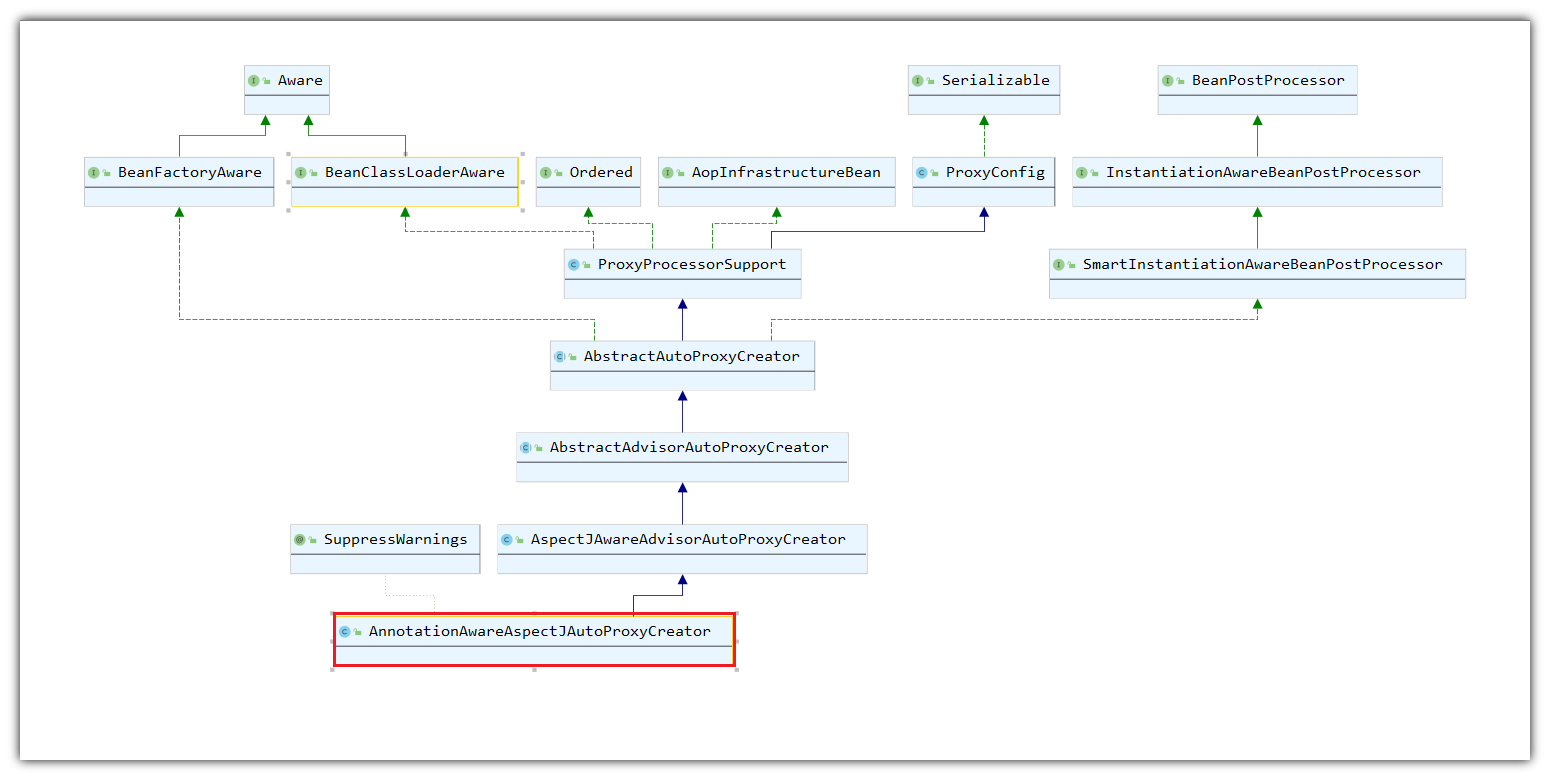 Aware
Serializable
BeanPostProcessor
BeanFactoryAware
BeanClassLoaderAware
Ordered
AopInfrastructureBean
ProxyConfig
InstantiationAwareBeanPostProcessor
ProxyProcessorSupport
SmartInstantiationAwareBeanPostProcessor
AbstractAutoProxyCreator
AbstractAdvisorAutoProxyCreator
SuppressWarnings
AspectJAwareAdvisorAutoProxyCreator
AnnotationAwareAspectJAutoProxyCreator